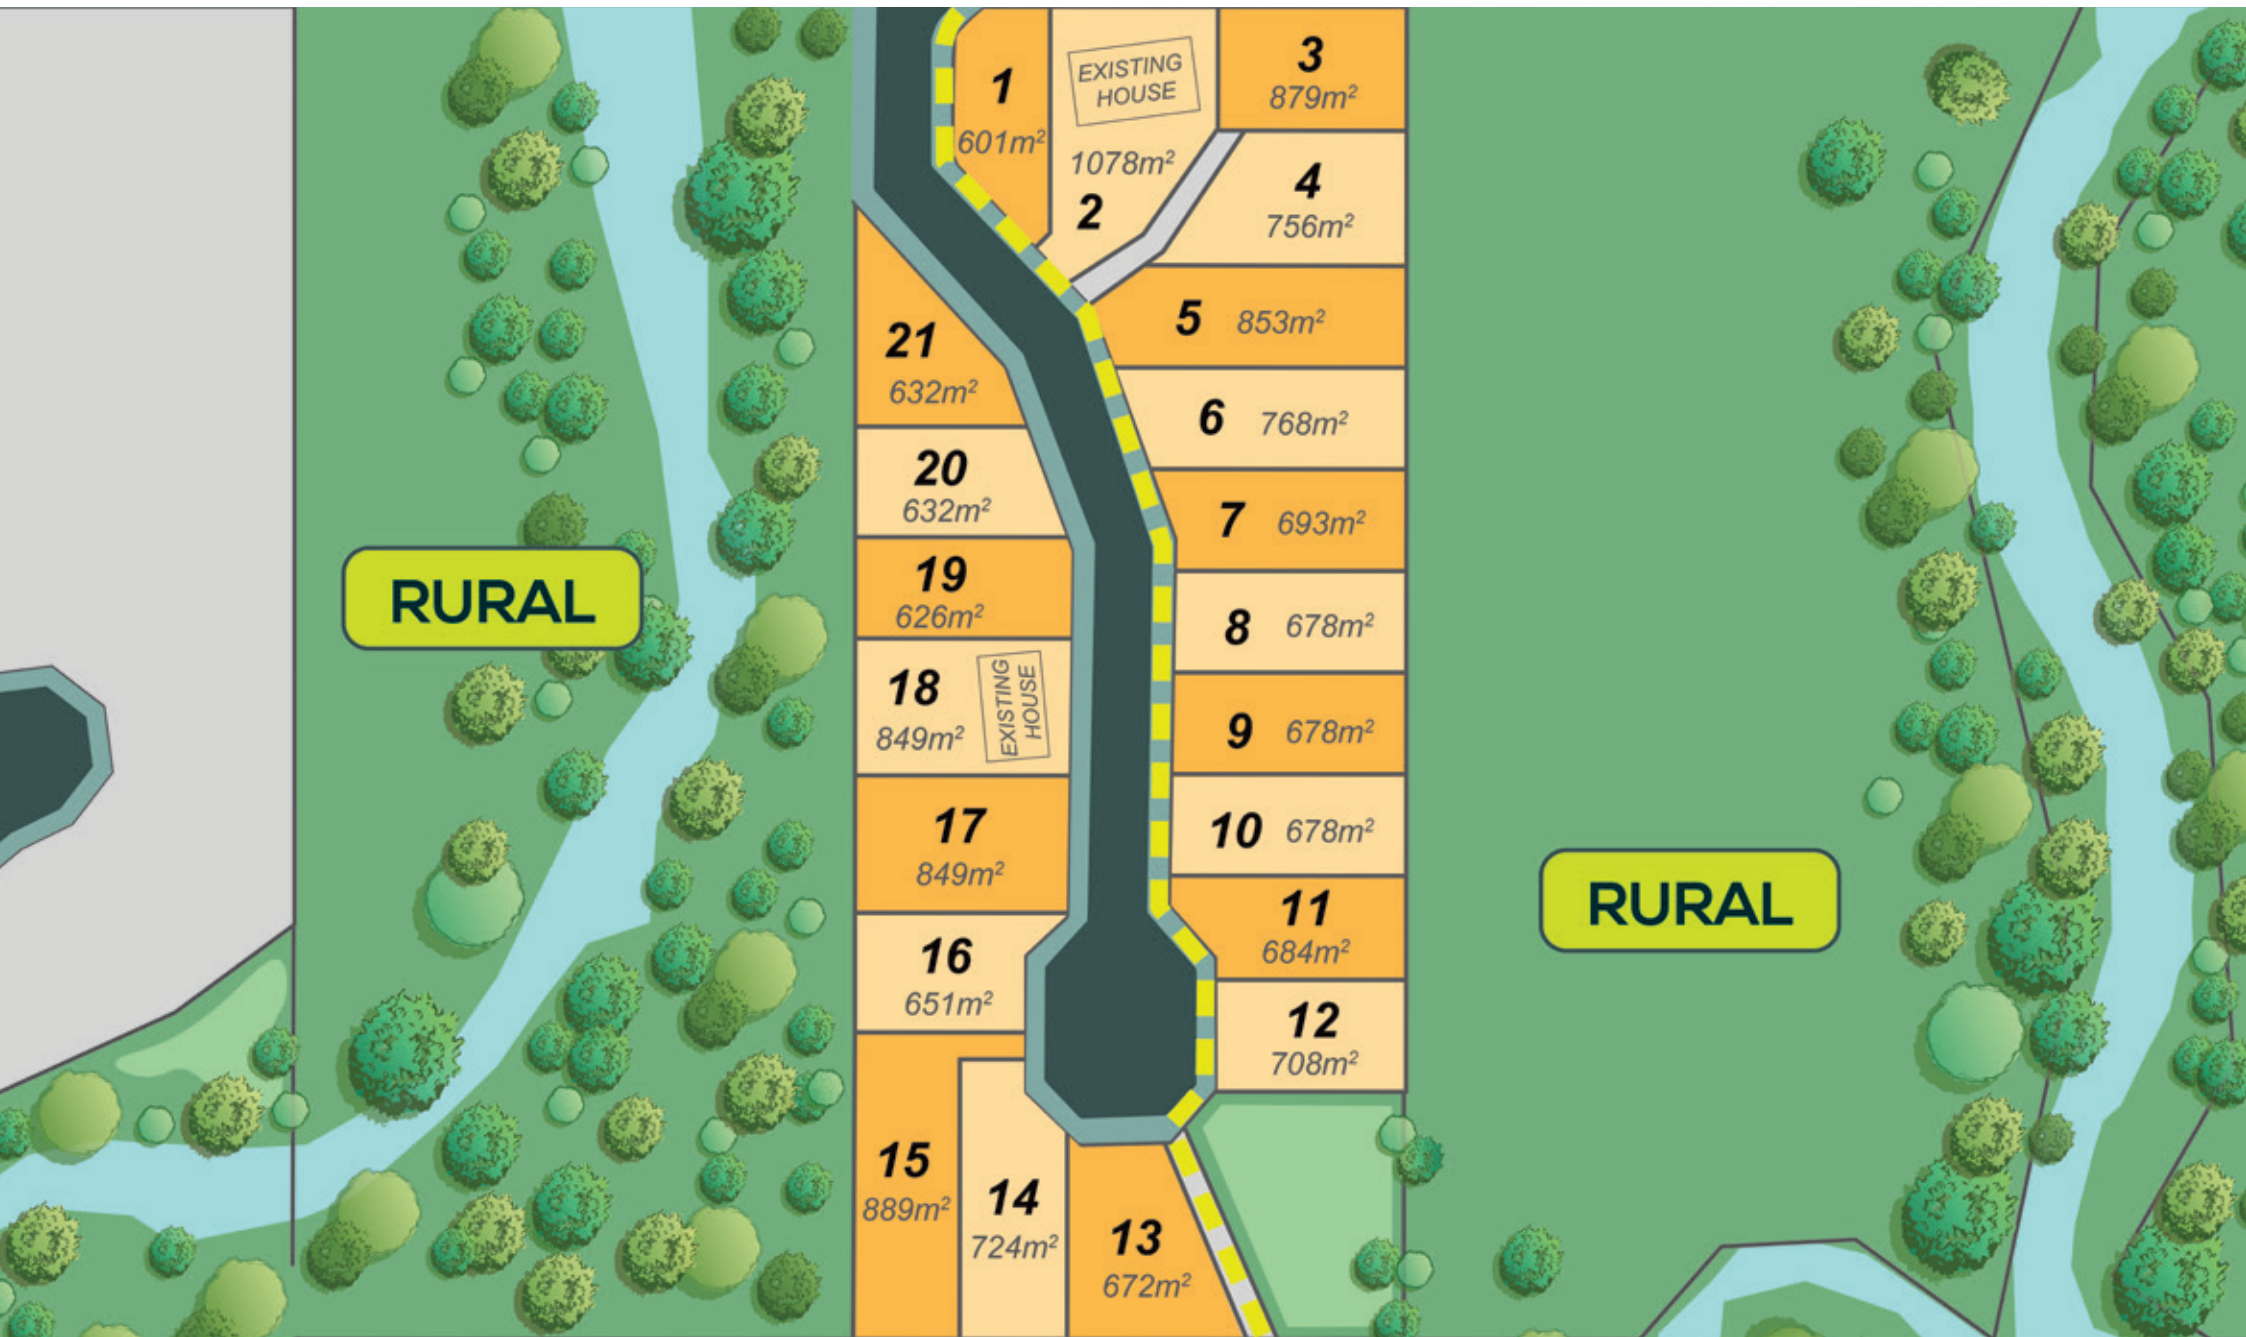 1
601m²
EXISTING
HOUSE
1078m²
2
3
879m²
4
756m²
5 853m²
6 768m²
7 693m²
8 678m²
9 678m²
10 678m²
11
684m²
12
708m²
21
632m²
20
632m²
19
626m²
18
849m²
EXISTING
HOUSE
17
849m²
16
651m²
15
889m²
14
724m²
13
672m²
RURAL
RURAL